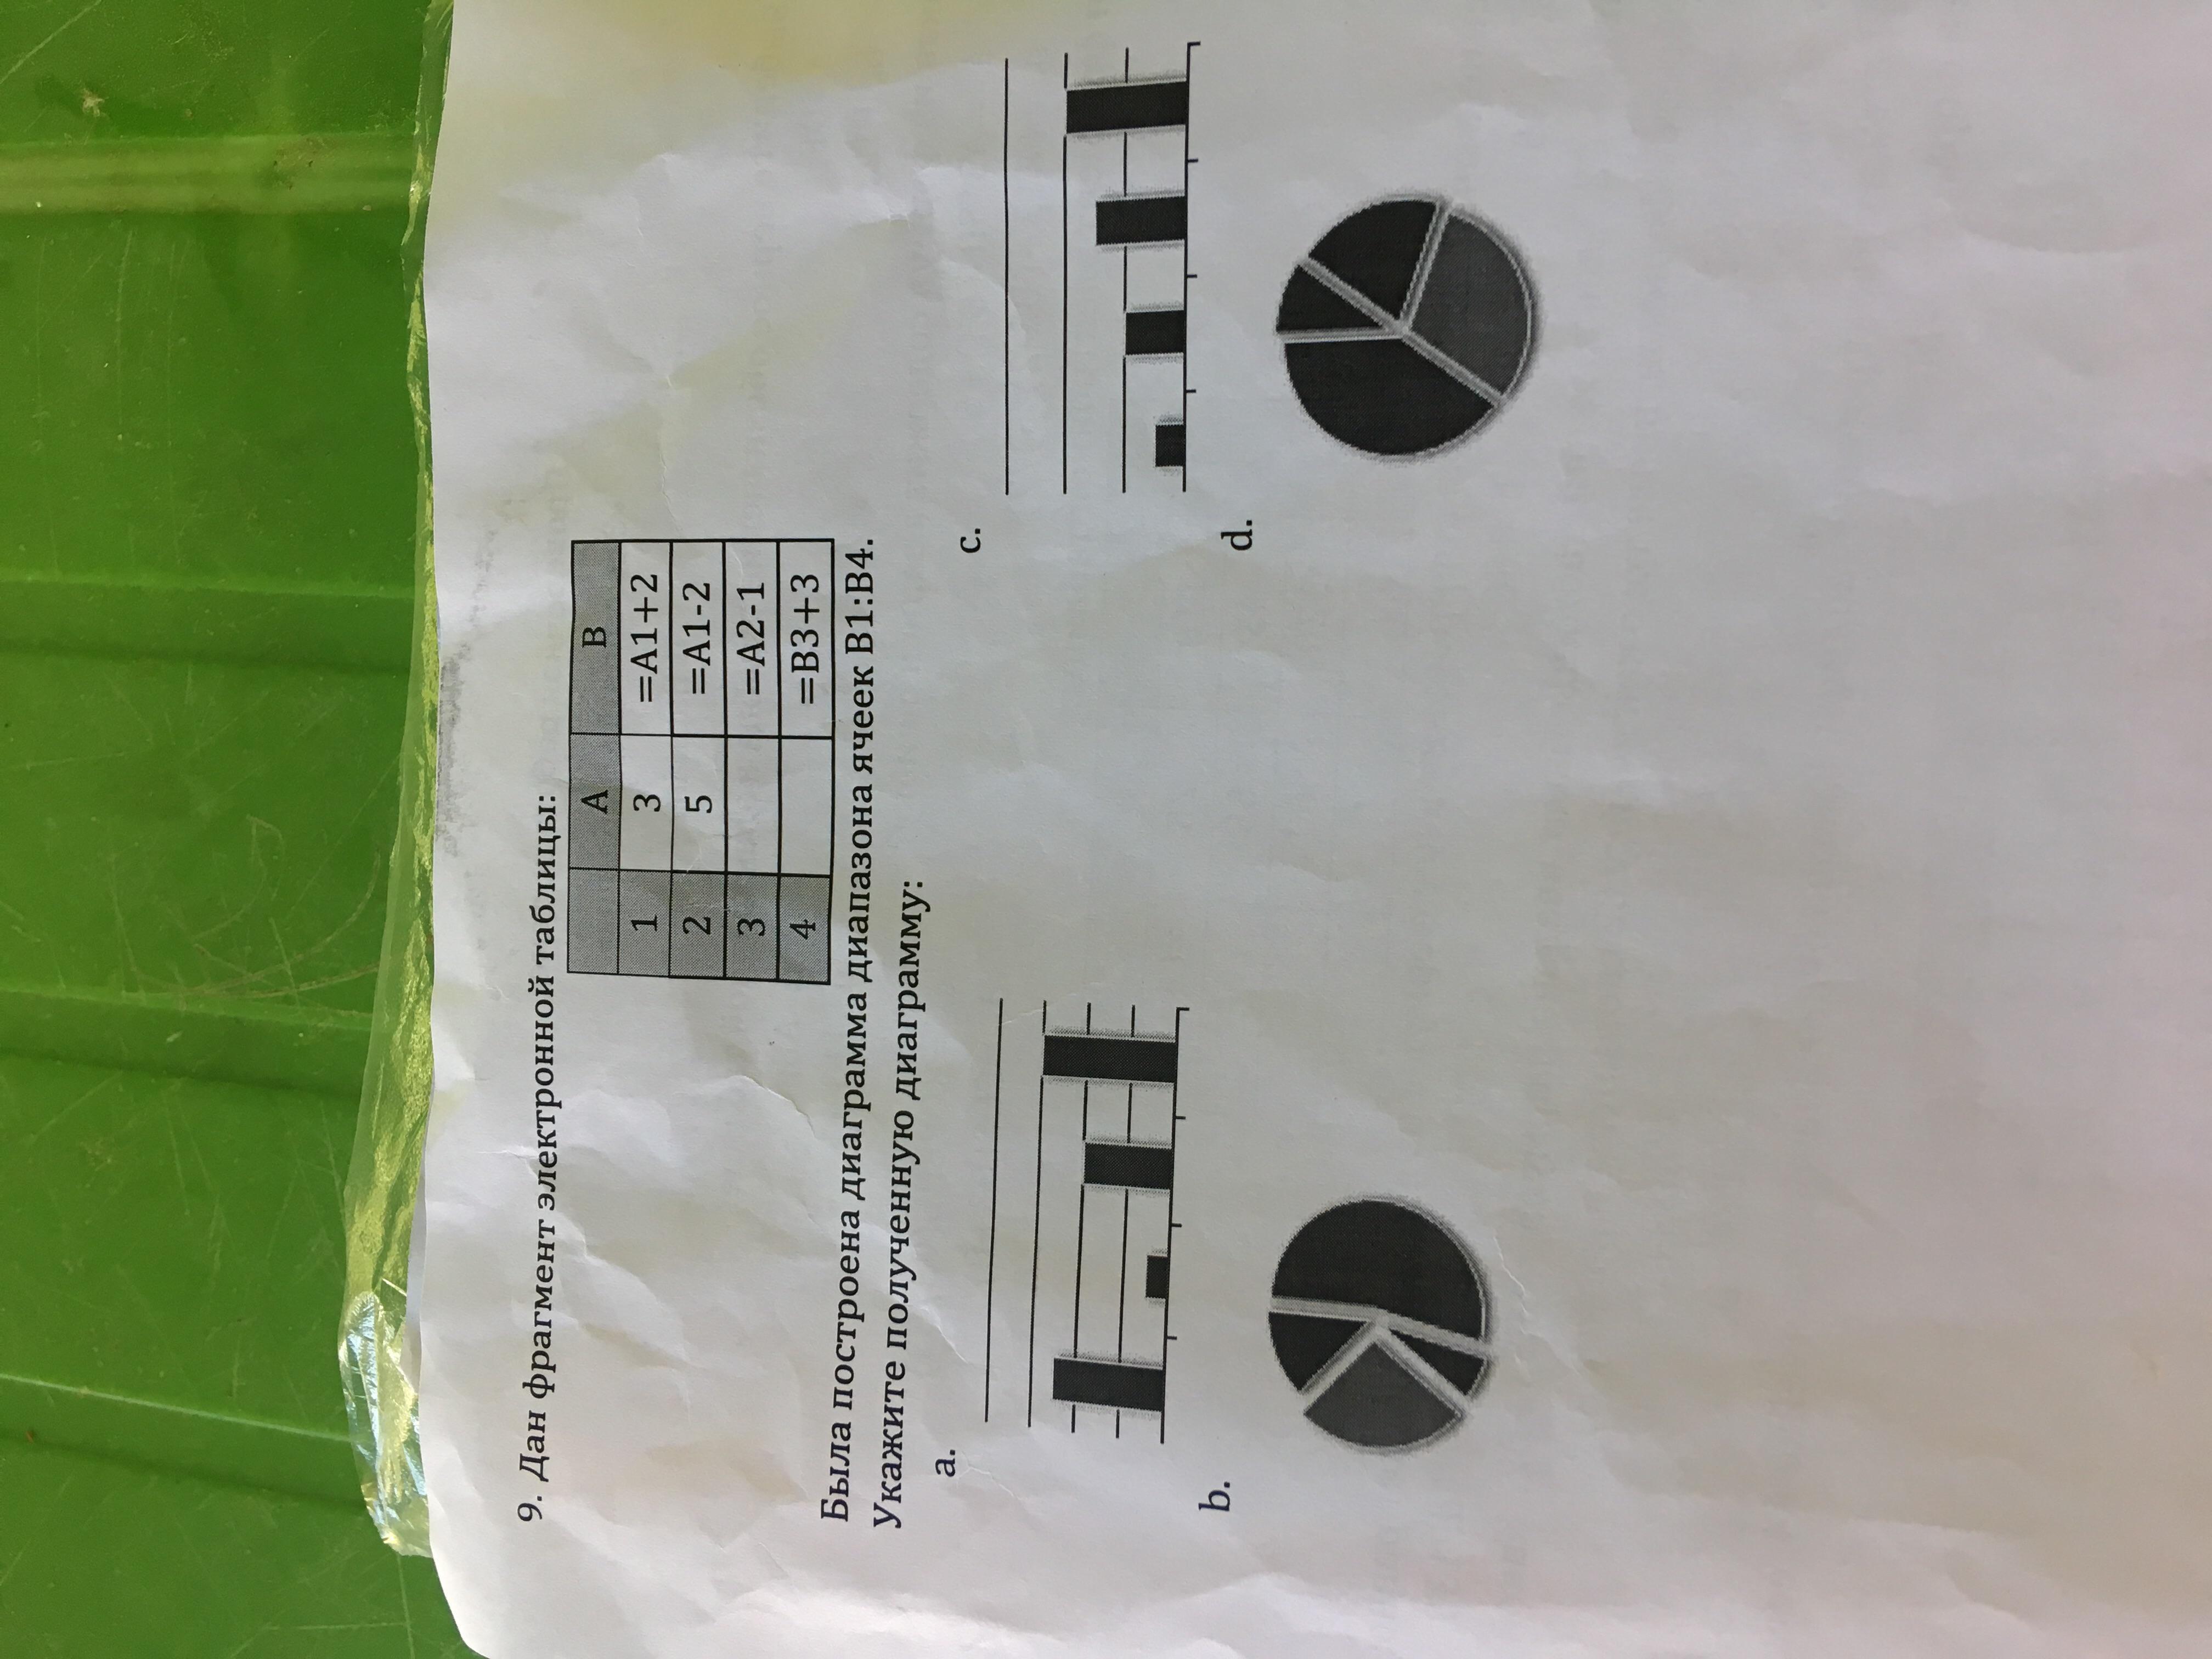 9. Дан фрагмент электронной таблицы:
A B
1 3 =A1+2
2 5 =A1-2
3 =A2-1
4 =B3+3
Была построена диаграмма диапазона ячеек B1:B4.
Укажите полученную диаграмму:
a.
b.
c.
d.